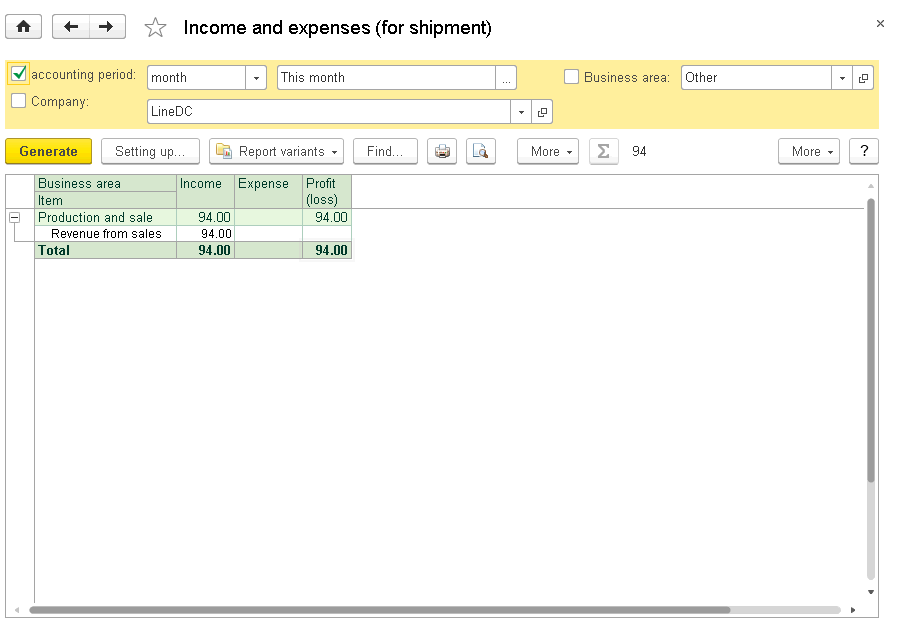 Income and expenses (for shipment)
accounting period: month This month ... Business area: Other
Company: LineDC
Generate Setting up... Report variants Find... More Σ 94 More ?
Business area Income Expense Profit
Item (loss)
Production and sale 94.00 94.00
Revenue from sales 94.00
Total 94.00 94.00